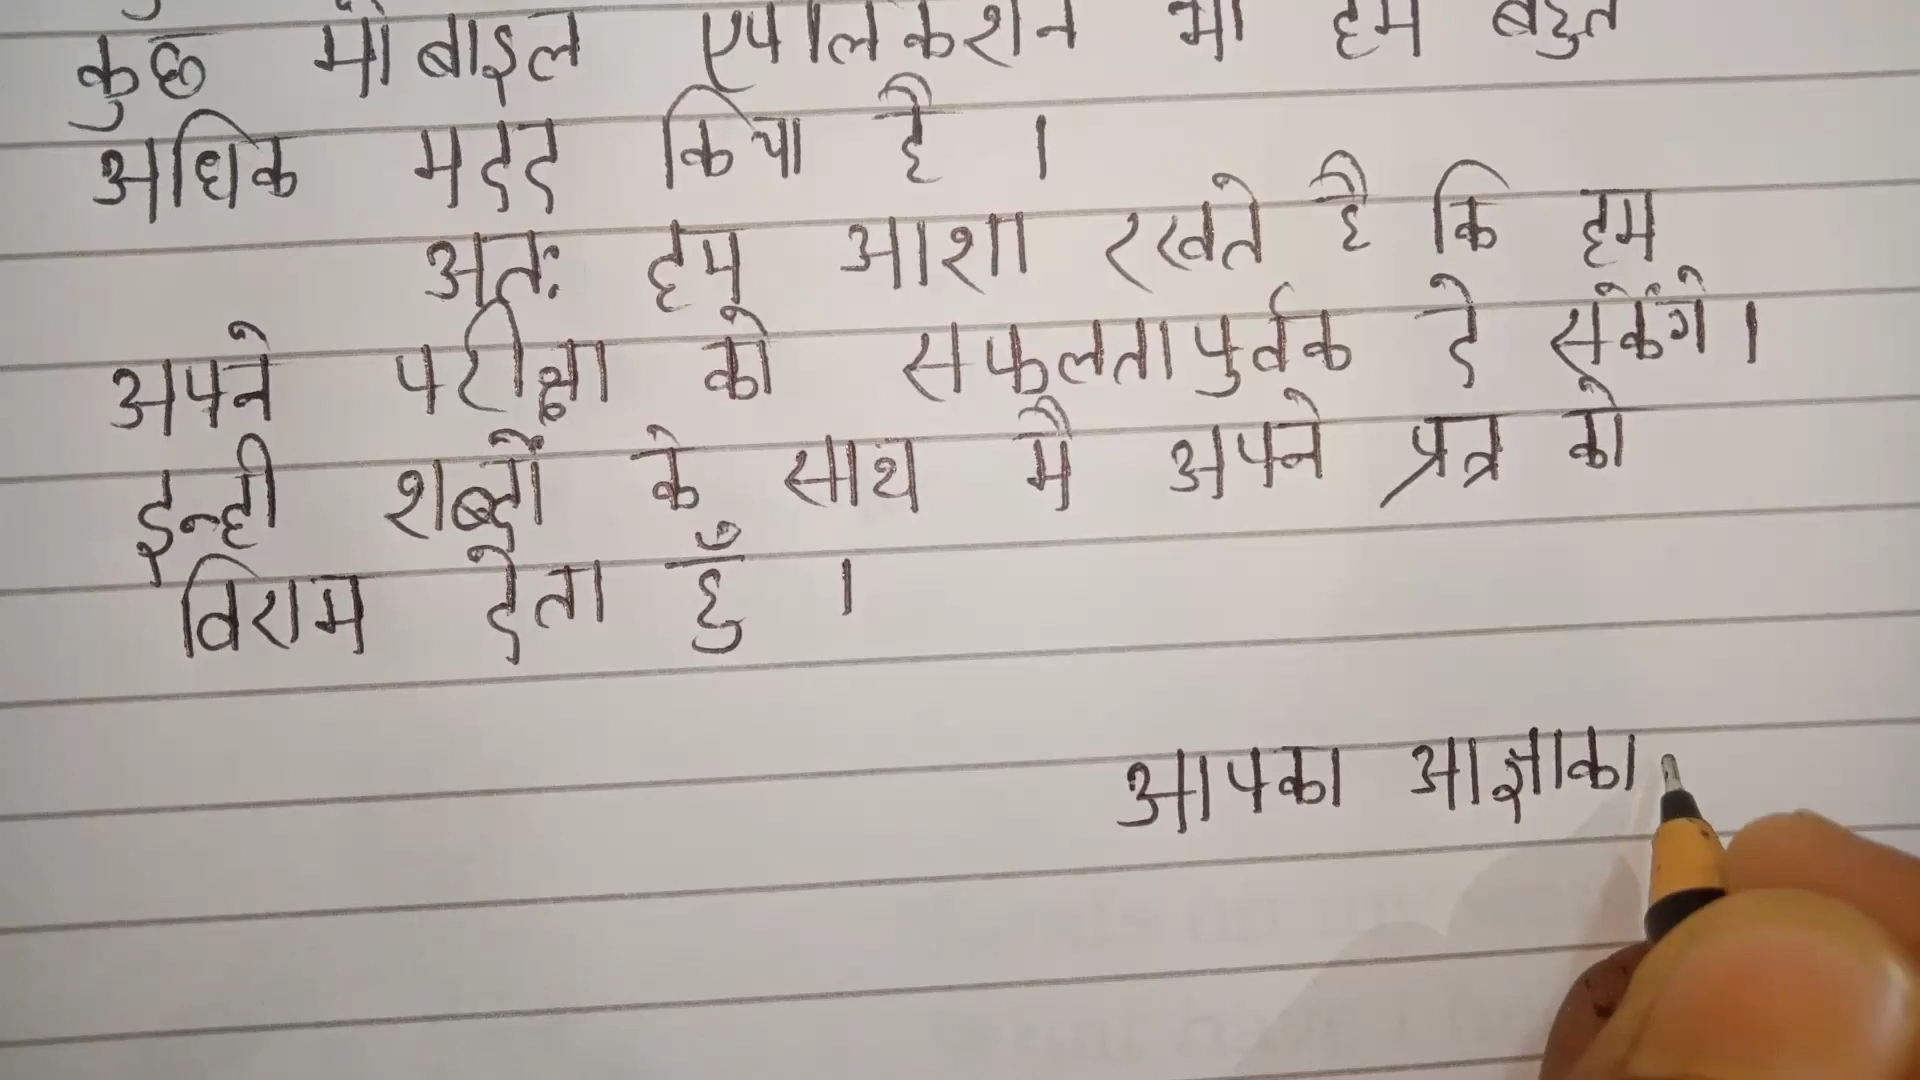 कुछ मोबाइल एपलिकेशन भी हमे बहुत
अधिक मदद किया है ।
अतः हम आशा रखते है कि हम
अपने परीक्षा को सफलतापुर्वक दे सकेंगे।
इन्ही शब्दों के साथ मै अपने प्रत्र को
विराम देता हुँ ।
आपका आज्ञाका